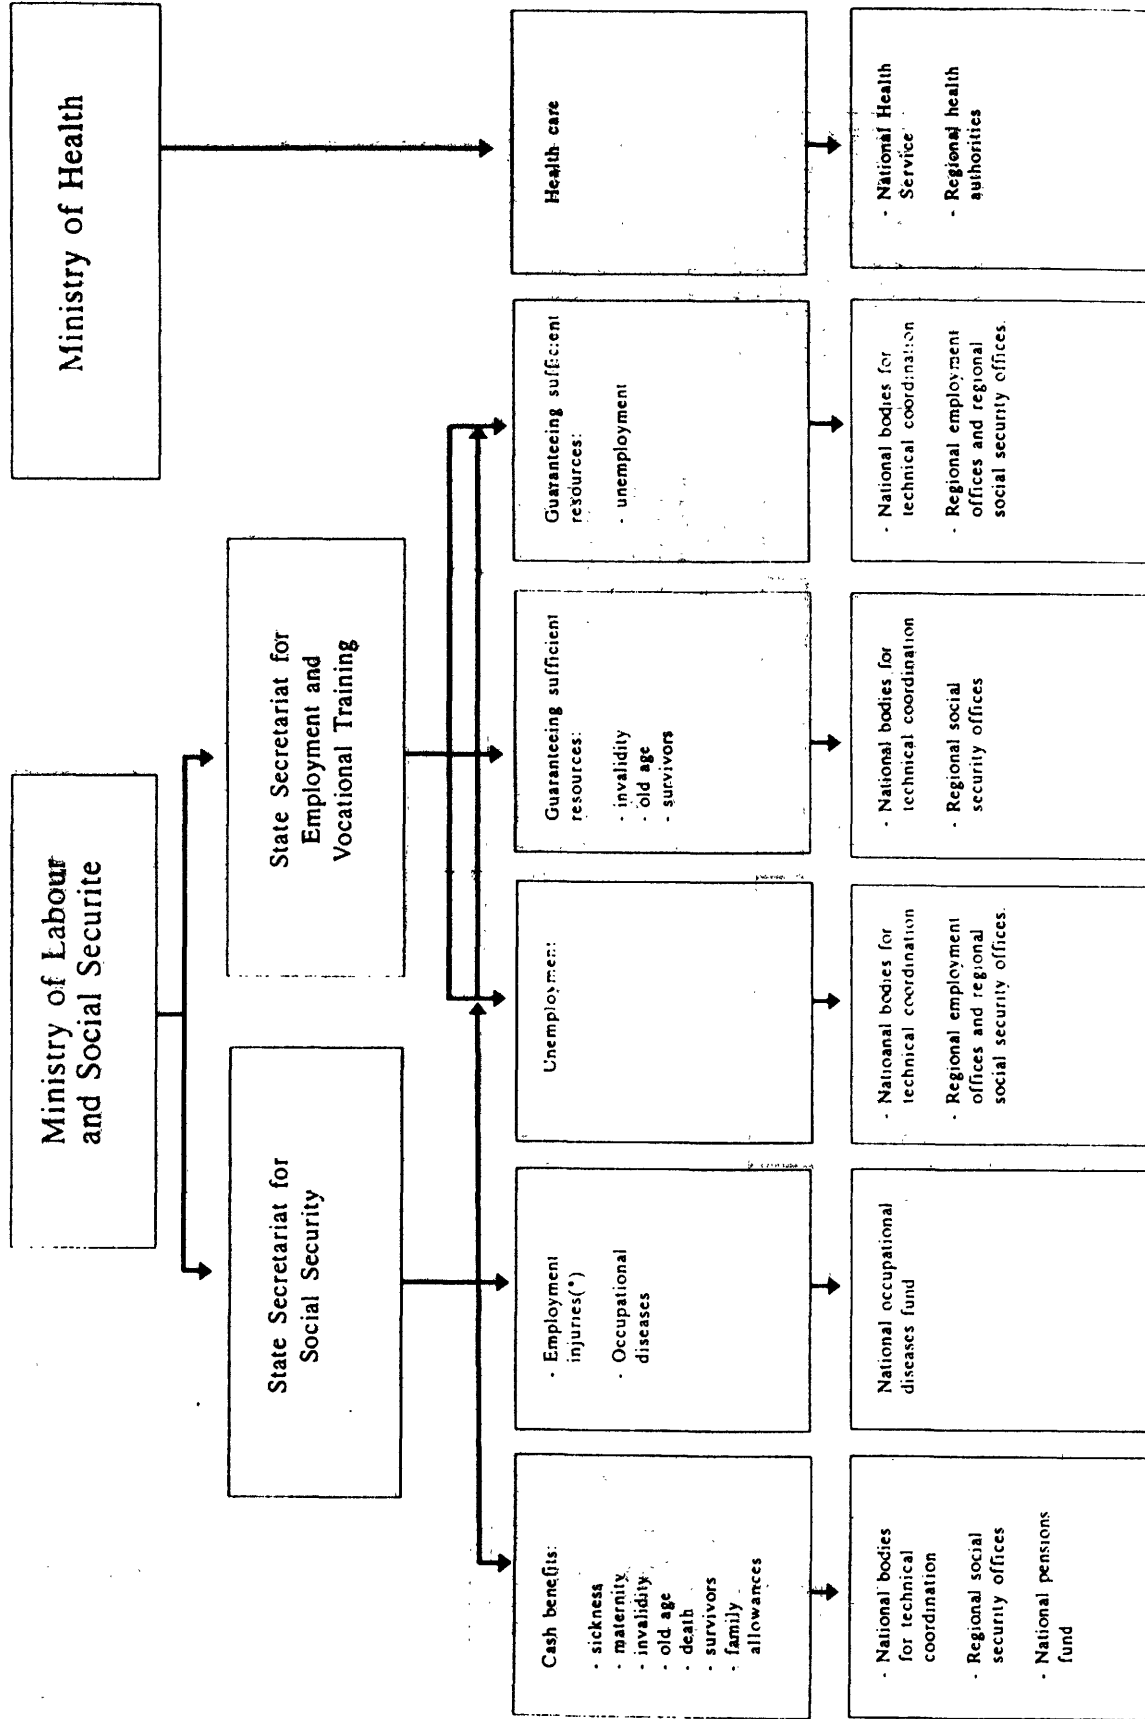 Ministry of Labour
and Social Securite
Ministry of Health
State Secretariat for
Social Security
State Secretariat for
Employment and
Vocational Training
Cash benefits:
- sickness
- maternity
- invalidity
- old age
- death
- survivors
- family
allowances
- Employment
injuries(*)
- Occupational
diseases
Unemployment
Guaranteeing sufficient
resources:
- invalidity
- old age
- survivors
Guaranteeing sufficient
resources:
- unemployment
Health care
- National bodies
for technical
coordination
- Regional social
security offices
- National pensions
fund
National occupational
diseases fund
- Natioanal bodies for
technical coordination
- Regional employment
offices and regional
social security offices.
- National bodies for
technical coordination
- Regional social
security offices
- National bodies for
technical coordination
- Regional employment
offices and regional
social security offices.
- National Health
Service
- Regional health
authorities